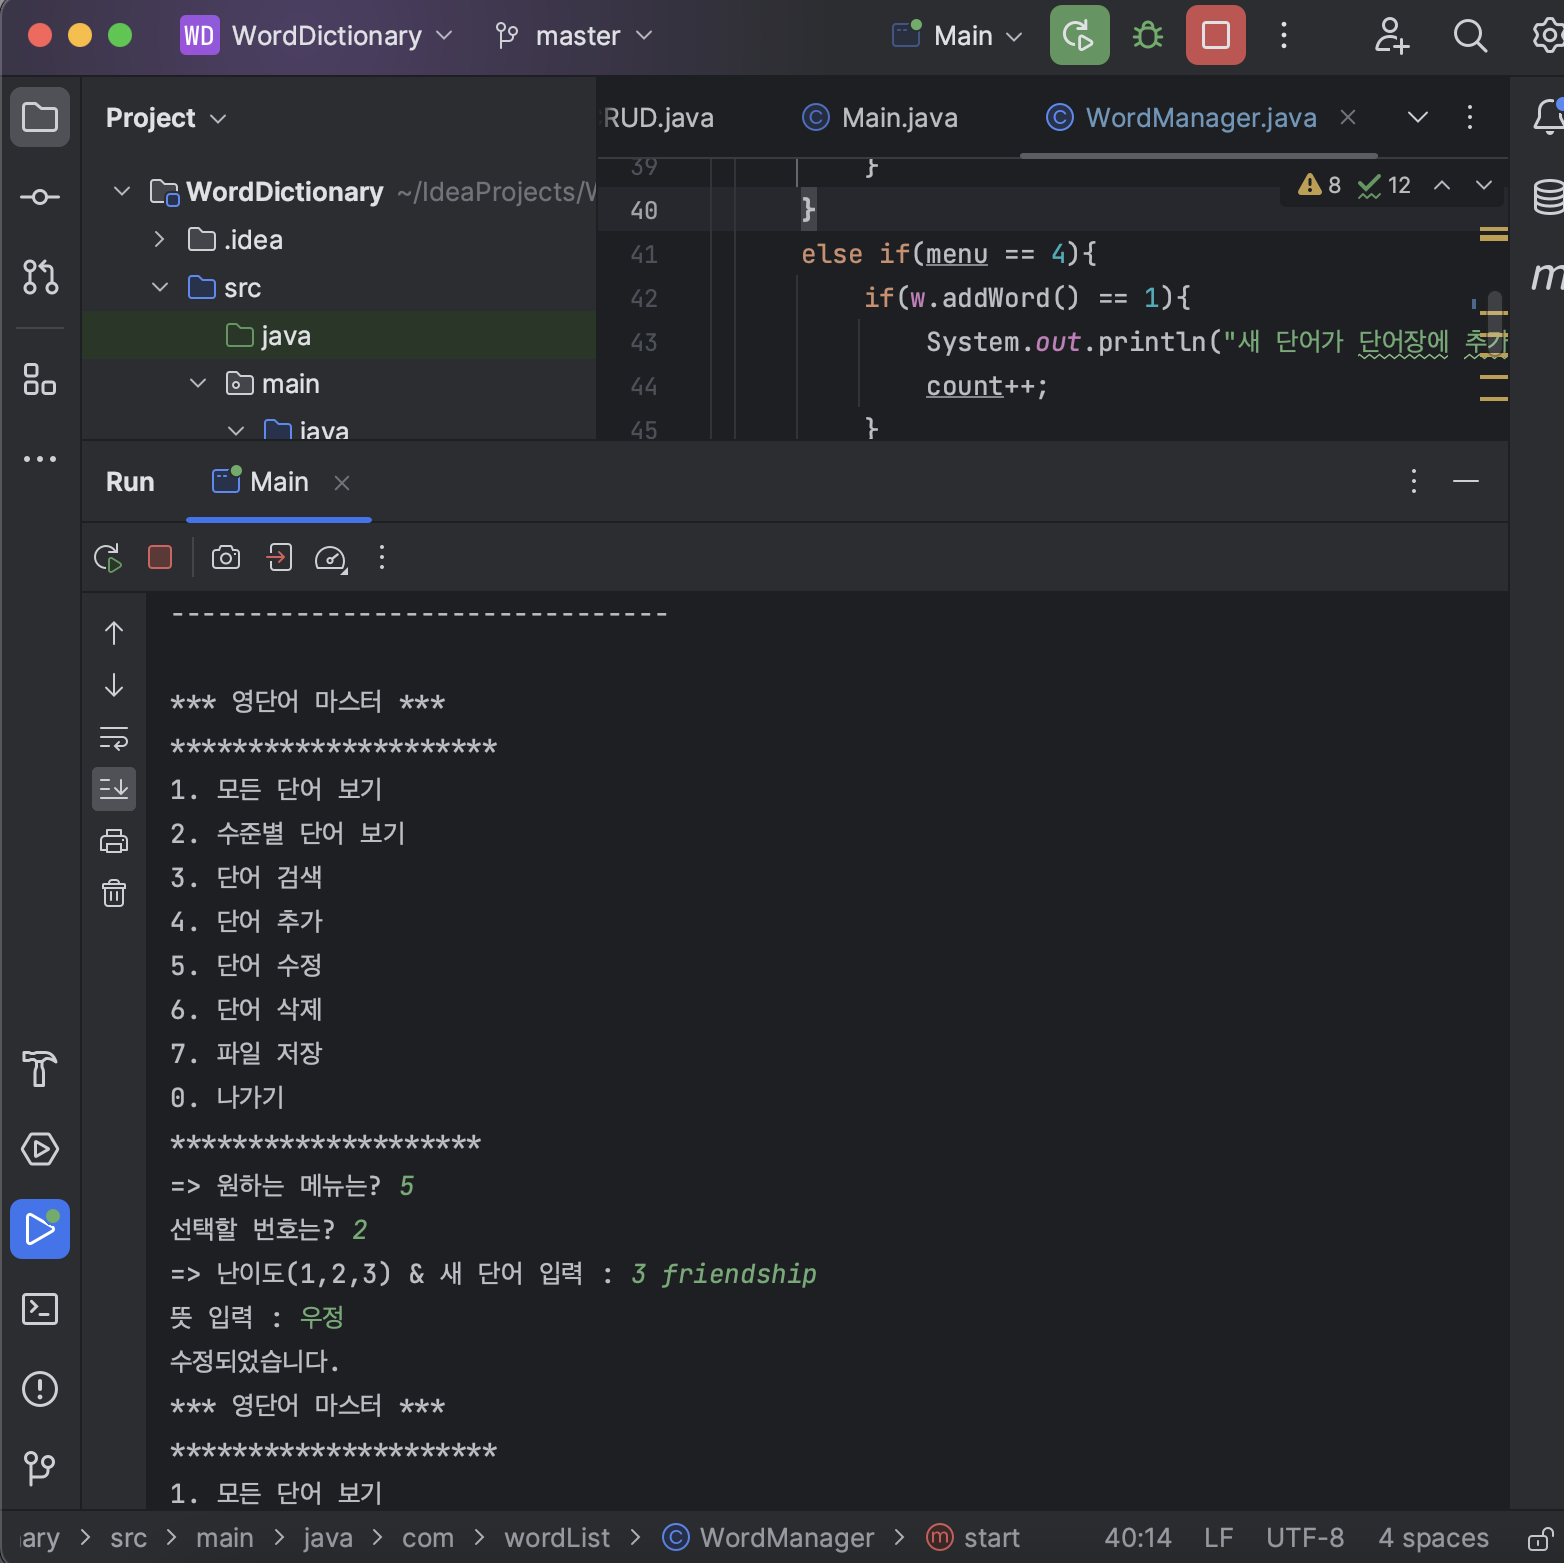 WD WordDictionary master Main
Project
RUD.java Main.java WordManager.java
WordDictionary ~/IdeaProjects/
.idea
src
java
main
java
39 }
8 12
40 }
41 else if(menu == 4){
42 if(w.addWord() == 1){
43 System.out.println("새 단어가 단어장에 추가
44 count++;
45 }
Run Main
--------------------------------
*** 영단어 마스터 ***
*********************
1. 모든 단어 보기
2. 수준별 단어 보기
3. 단어 검색
4. 단어 추가
5. 단어 수정
6. 단어 삭제
7. 파일 저장
0. 나가기
********************
=> 원하는 메뉴는? 5
선택할 번호는? 2
=> 난이도(1,2,3) & 새 단어 입력 : 3 friendship
뜻 입력 : 우정
수정되었습니다.
*** 영단어 마스터 ***
*********************
1. 모든 단어 보기
ary > src > main > java > com > wordList > WordManager > start 40:14 LF UTF-8 4 spaces